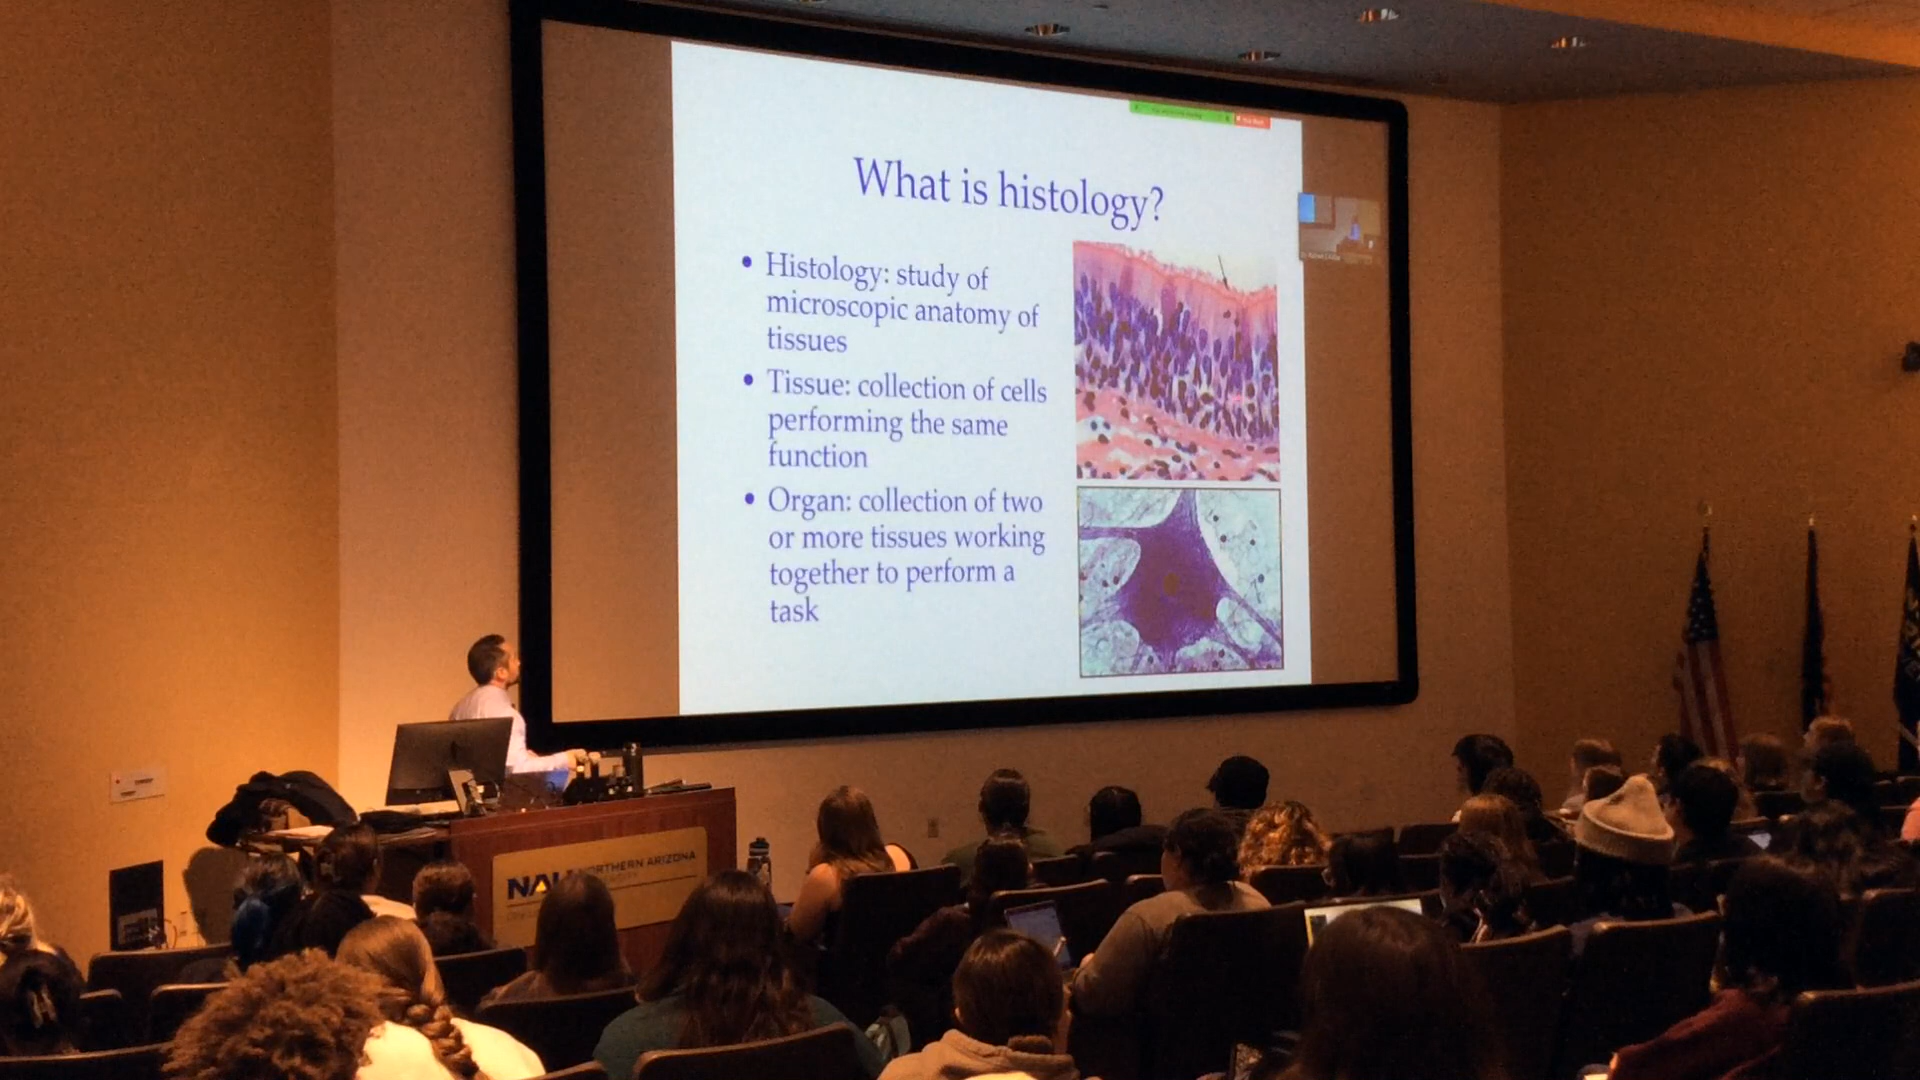 What is histology?
• Histology: study of
microscopic anatomy of
tissues
• Tissue: collection of cells
performing the same
function
• Organ: collection of two
or more tissues working
together to perform a
task
NAU NORTHERN ARIZONA